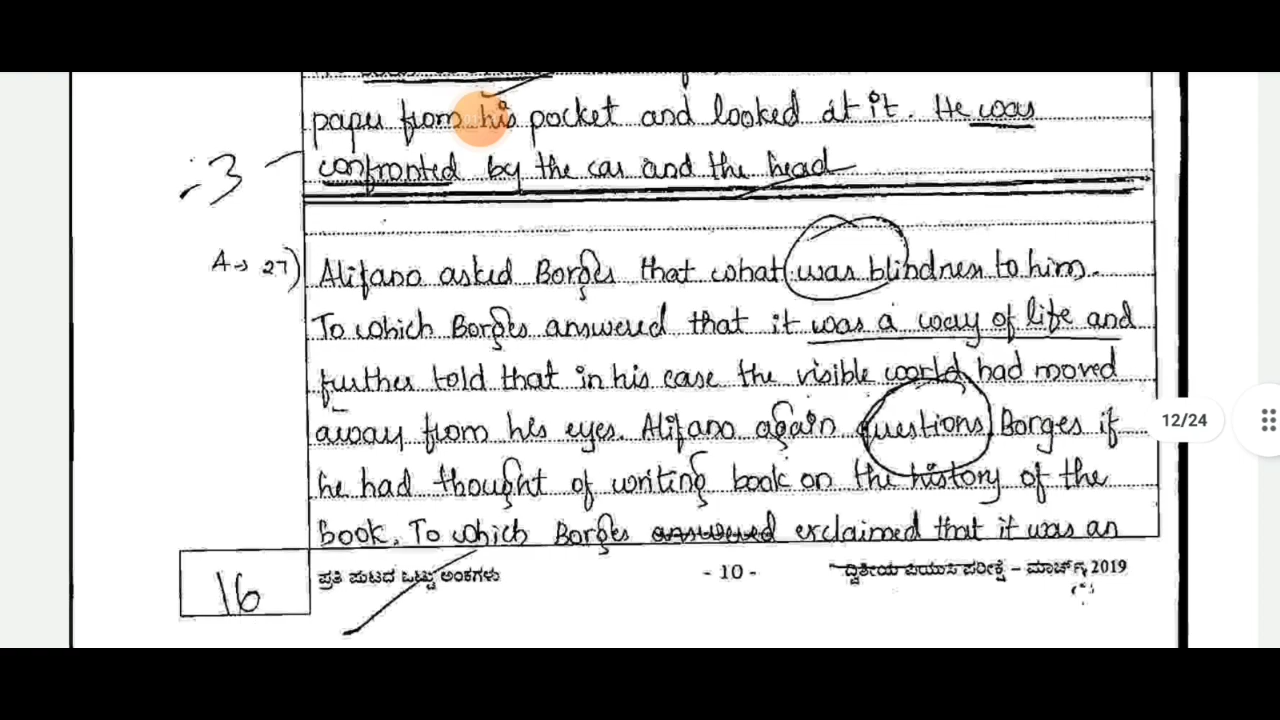 paper from his pocket and looked at it. He was
-3
confronted by the car and the head
A→ 27)
Alifano asked Borges that what was blindness to him.
To which Borges answered that it was a way of life and
further told that in his case the visible world had moved
away from his eyes. Alifano again questions Borges if
12/24
he had thought of writing book on the history of the
book. To which Borges answered exclaimed that it was an
16
ಪ್ರತಿ ಪುಟದ ಒಟ್ಟು ಅಂಕಗಳು
- 10 -
ದ್ವಿತೀಯ ಪಿಯುಸಿ ಪರೀಕ್ಷೆ – ಮಾರ್ಚ್ 2019